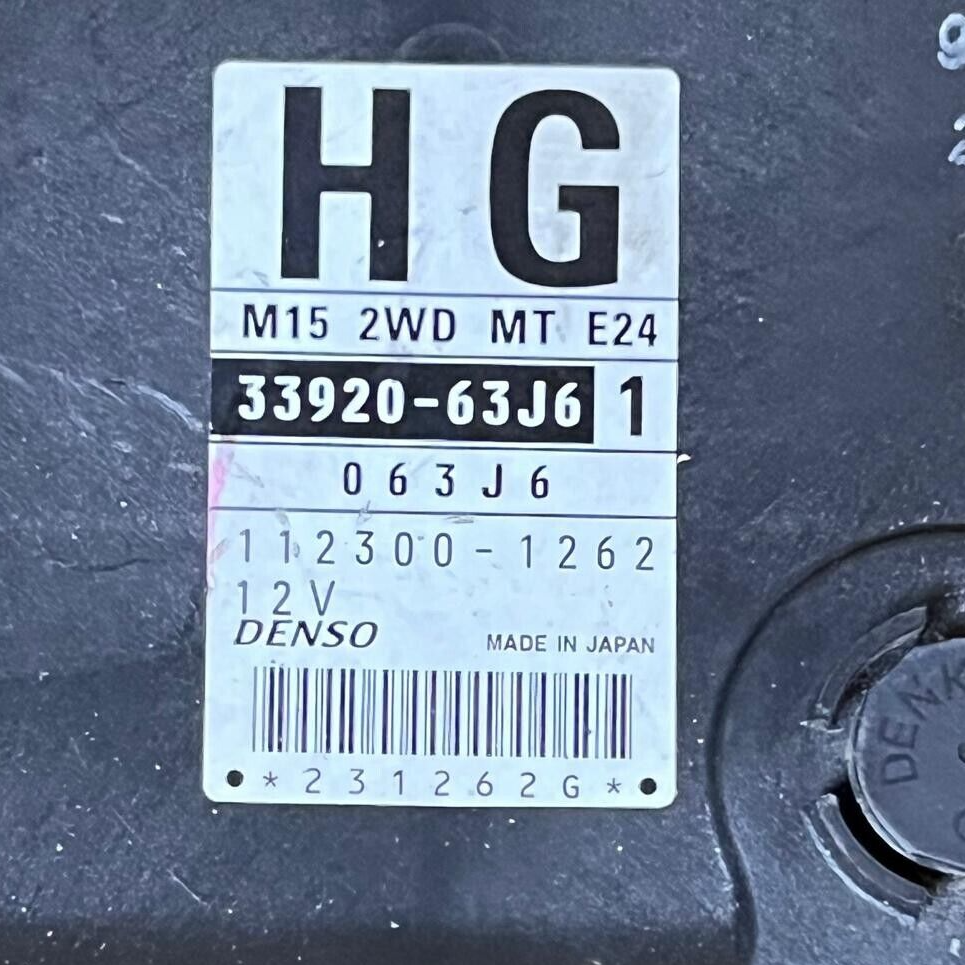 HG
M15 2WD MT E24
33920-63J6 1
063J6
112300-1262
12V
DENSO MADE IN JAPAN
*231262G*